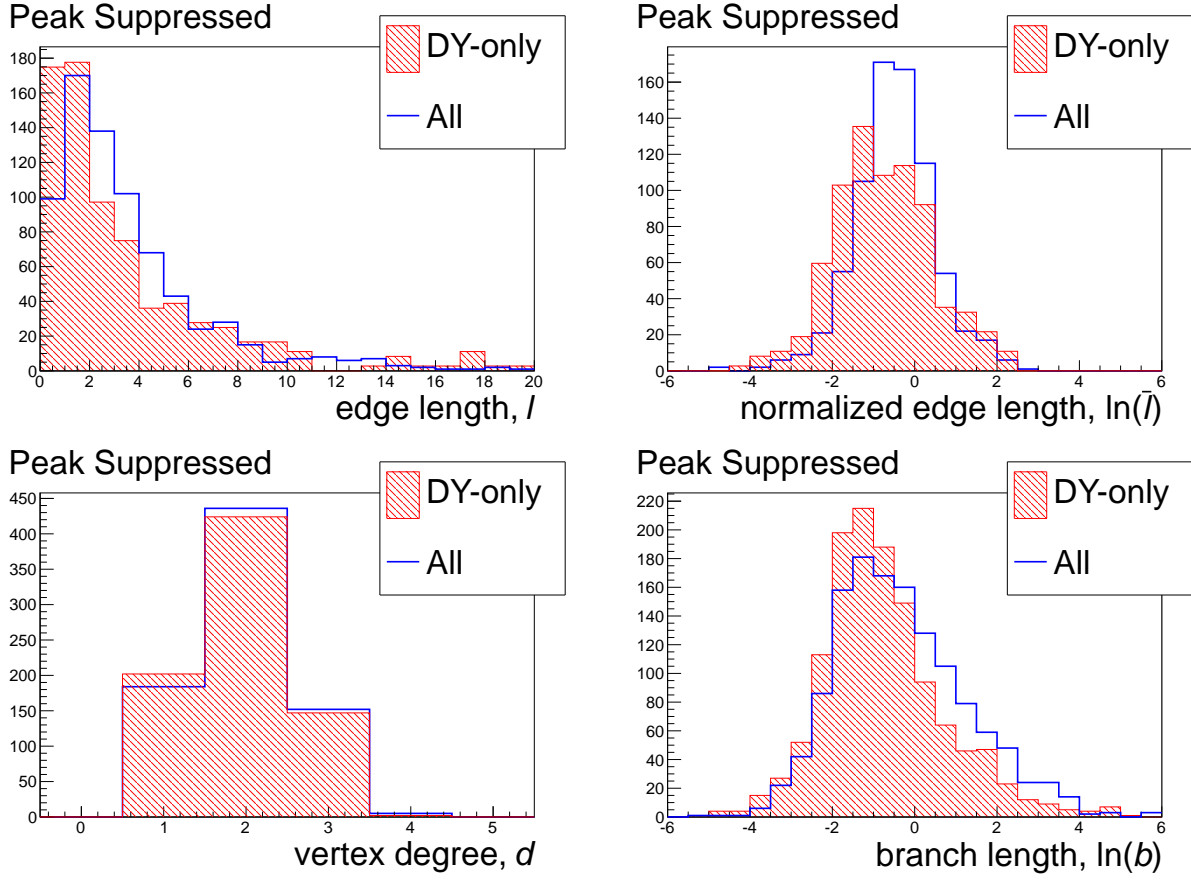 Peak Suppressed
DY-only
All
180
160
140
120
100
80
60
40
20
0
0 2 4 6 8 10 12 14 16 18 20
edge length, l
Peak Suppressed
DY-only
All
160
140
120
100
80
60
40
20
0
-6 -4 -2 0 2 4 6
normalized edge length, ln(l̄)
Peak Suppressed
DY-only
All
450
400
350
300
250
200
150
100
50
0
0 1 2 3 4 5
vertex degree, d
Peak Suppressed
DY-only
All
220
200
180
160
140
120
100
80
60
40
20
0
-6 -4 -2 0 2 4 6
branch length, ln(b)